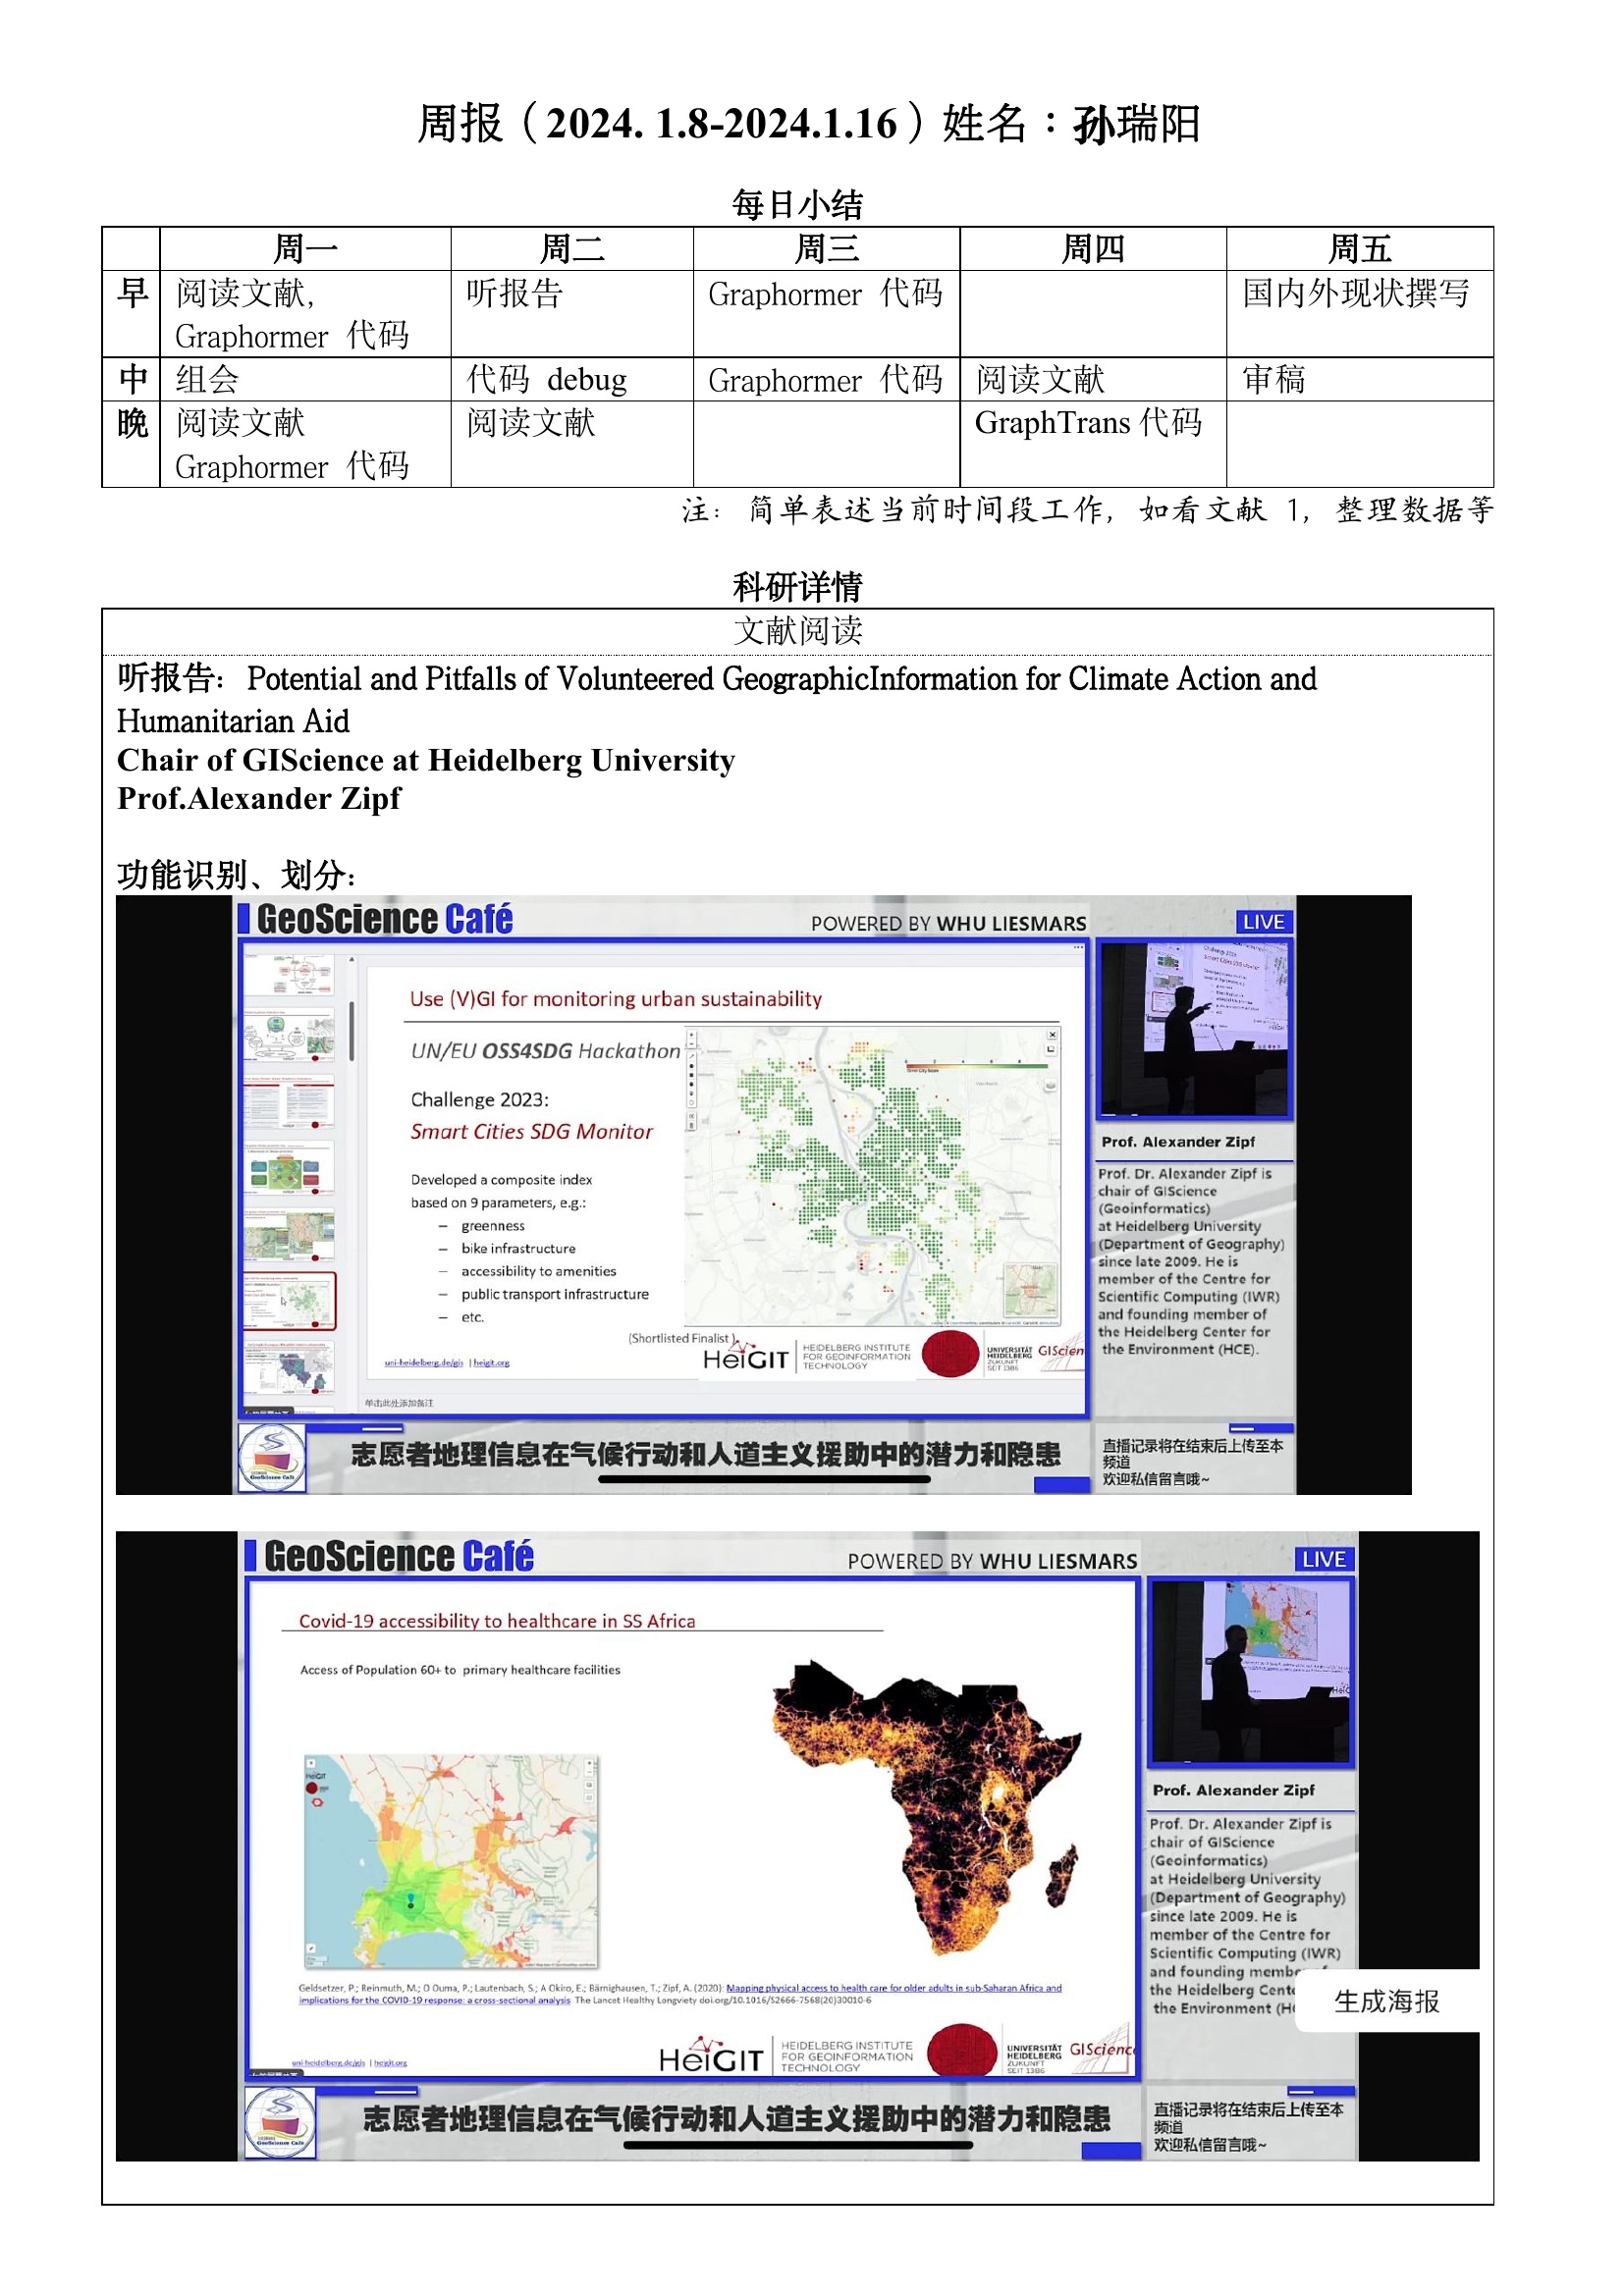 周报（2024. 1.8-2024.1.16）姓名：孙瑞阳
每日小结
周一 周二 周三 周四 周五
早 阅读文献, 听报告 Graphormer 代码 国内外现状撰写
Graphormer 代码
中 组会 代码 debug Graphormer 代码 阅读文献 审稿
晚 阅读文献 阅读文献 GraphTrans 代码
Graphormer 代码
注： 简单表述当前时间段工作, 如看文献 1, 整理数据等
科研详情
文献阅读
听报告：Potential and Pitfalls of Volunteered GeographicInformation for Climate Action and
Humanitarian Aid
Chair of GIScience at Heidelberg University
Prof.Alexander Zipf
功能识别、划分：
GeoScience Café
POWERED BY WHU LIESMARS
LIVE
Use (V)GI for monitoring urban sustainability
UN/EU OSS4SDG Hackathon
Challenge 2023:
Smart Cities SDG Monitor
Developed a composite index
based on 9 parameters, e.g.:
– greenness
– bike infrastructure
– accessibility to amenities
– public transport infrastructure
– etc.
(Shortlisted Finalist )
uni-heidelberg.de/gis | heigit.org
HeiGIT
HEIDELBERG INSTITUTE
FOR GEOINFORMATION
TECHNOLOGY
UNIVERSITÄT
HEIDELBERG
ZUKUNFT
SEIT 1386
GIScien
单击此处添加备注
Prof. Alexander Zipf
Prof. Dr. Alexander Zipf is
chair of GIScience
(Geoinformatics)
at Heidelberg University
(Department of Geography)
since late 2009. He is
member of the Centre for
Scientific Computing (IWR)
and founding member of
the Heidelberg Center for
the Environment (HCE).
志愿者地理信息在气候行动和人道主义援助中的潜力和隐患
直播记录将在结束后上传至本
频道
欢迎私信留言哦~
GeoScience Café
POWERED BY WHU LIESMARS
LIVE
Covid-19 accessibility to healthcare in SS Africa
Access of Population 60+ to primary healthcare facilities
HeiGIT
Geldsetzer, P.; Reinmuth, M.; O Ouma, P.; Lautenbach, S.; A Okiro, E.; Bärnighausen, T.; Zipf, A. (2020): Mapping physical access to health care for older adults in sub-Saharan Africa and
implications for the COVID-19 response: a cross-sectional analysis The Lancet Healthy Longviety doi.org/10.1016/S2666-7568(20)30010-6
uni-heidelberg.de/gis | heigit.org
HeiGIT
HEIDELBERG INSTITUTE
FOR GEOINFORMATION
TECHNOLOGY
UNIVERSITÄT
HEIDELBERG
ZUKUNFT
SEIT 1386
GIScience
Prof. Alexander Zipf
Prof. Dr. Alexander Zipf is
chair of GIScience
(Geoinformatics)
at Heidelberg University
(Department of Geography)
since late 2009. He is
member of the Centre for
Scientific Computing (IWR)
and founding membe
the Heidelberg Cente
the Environment (H
生成海报
志愿者地理信息在气候行动和人道主义援助中的潜力和隐患
直播记录将在结束后上传至本
频道
欢迎私信留言哦~